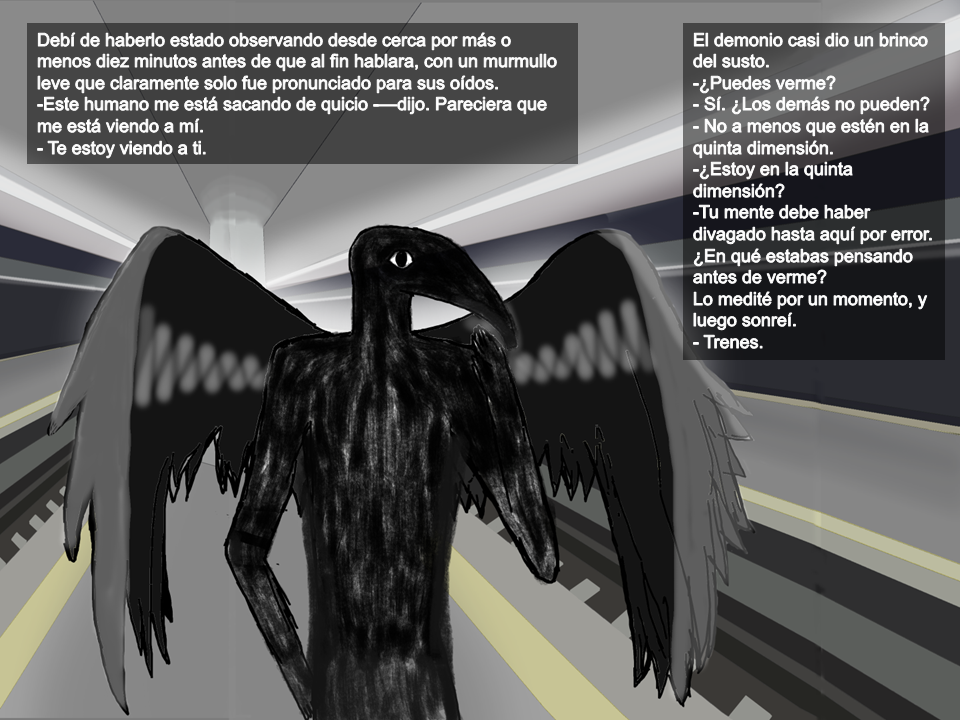 Debí de haberlo estado observando desde cerca por más o
menos diez minutos antes de que al fin hablara, con un murmullo
leve que claramente solo fue pronunciado para sus oídos.
-Este humano me está sacando de quicio -—dijo. Pareciera que
me está viendo a mí.
- Te estoy viendo a ti.
El demonio casi dio un brinco
del susto.
-¿Puedes verme?
- Sí. ¿Los demás no pueden?
- No a menos que estén en la
quinta dimensión.
-¿Estoy en la quinta
dimensión?
-Tu mente debe haber
divagado hasta aquí por error.
¿En qué estabas pensando
antes de verme?
Lo medité por un momento, y
luego sonreí.
- Trenes.